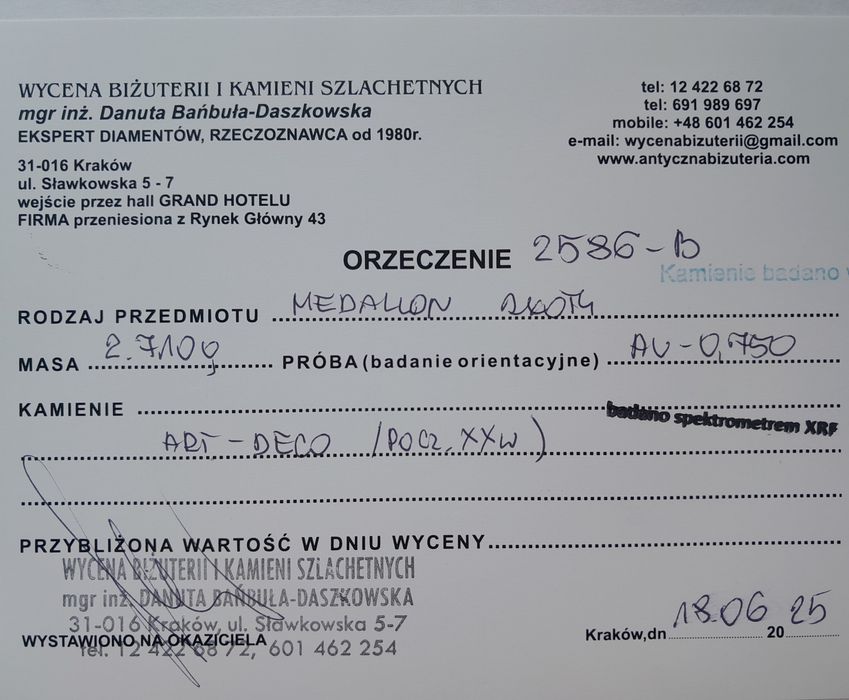 WYCENA BIŻUTERII I KAMIENI SZLACHETNYCH
mgr inż. Danuta Bańbuła-Daszkowska
EKSPERT DIAMENTÓW, RZECZOZNAWCA od 1980r.
31-016 Kraków
ul. Sławkowska 5 - 7
wejście przez hall GRAND HOTELU
FIRMA przeniesiona z Rynek Główny 43
tel: 12 422 68 72
tel: 691 989 697
mobile: +48 601 462 254
e-mail: wycenabizuterii@gmail.com
www.antycznabizuteria.com
ORZECZENIE 2586-B
Kamienie badano
RODZAJ PRZEDMIOTU MEDALION ZŁOTY
MASA 2.710g PRÓBA (badanie orientacyjne) AU-0,750
KAMIENIE
badano spektrometrem XRF
ART-DECO (POCZ. XXW)
PRZYBLIŻONA WARTOŚĆ W DNIU WYCENY
WYCENA BIŻUTERII I KAMIENI SZLACHETNYCH
mgr inż. DANUTA BAŃBUŁA-DASZKOWSKA
31-016 Kraków, ul. Sławkowska 5-7
tel. 12 422 68 72, 601 462 254
WYSTAWIONO NA OKAZICIELA
Kraków,dn 18.06 20 25